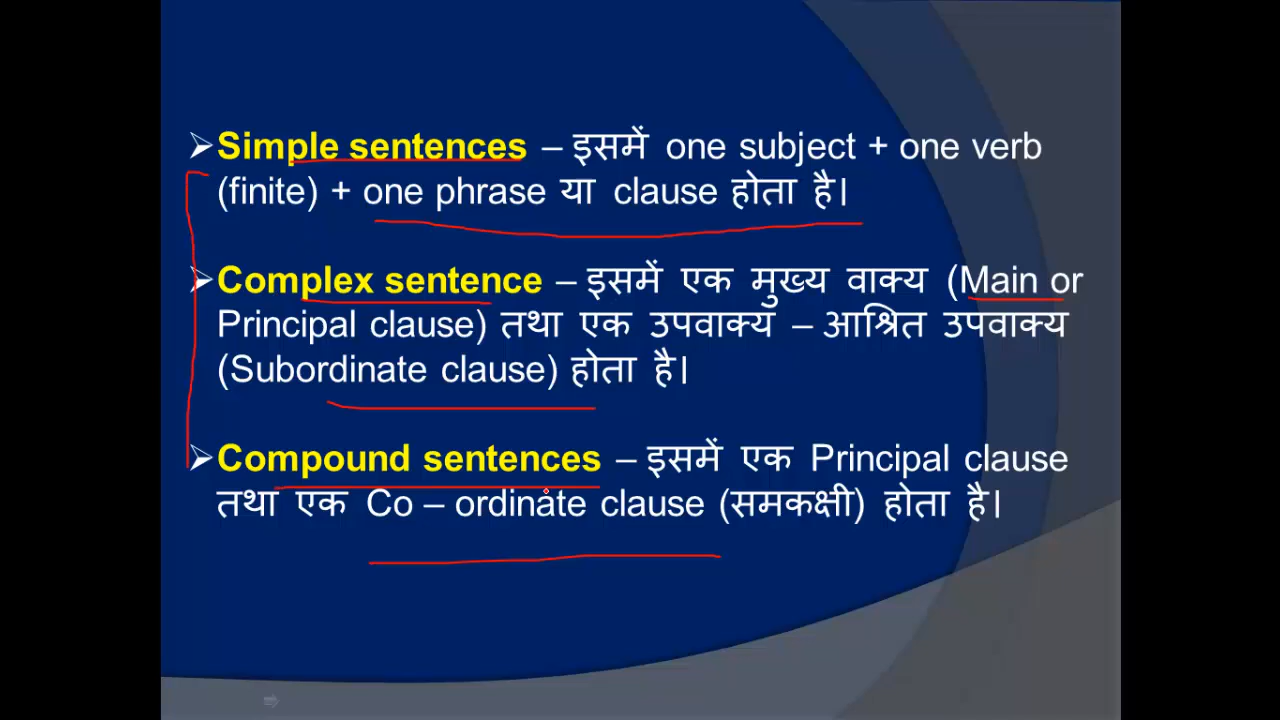 ➢Simple sentences – इसमें one subject + one verb
(finite) + one phrase या clause होता है।
➢Complex sentence – इसमें एक मुख्य वाक्य (Main or
Principal clause) तथा एक उपवाक्य – आश्रित उपवाक्य
(Subordinate clause) होता है।
➢Compound sentences – इसमें एक Principal clause
तथा एक Co – ordinate clause (समकक्षी) होता है।